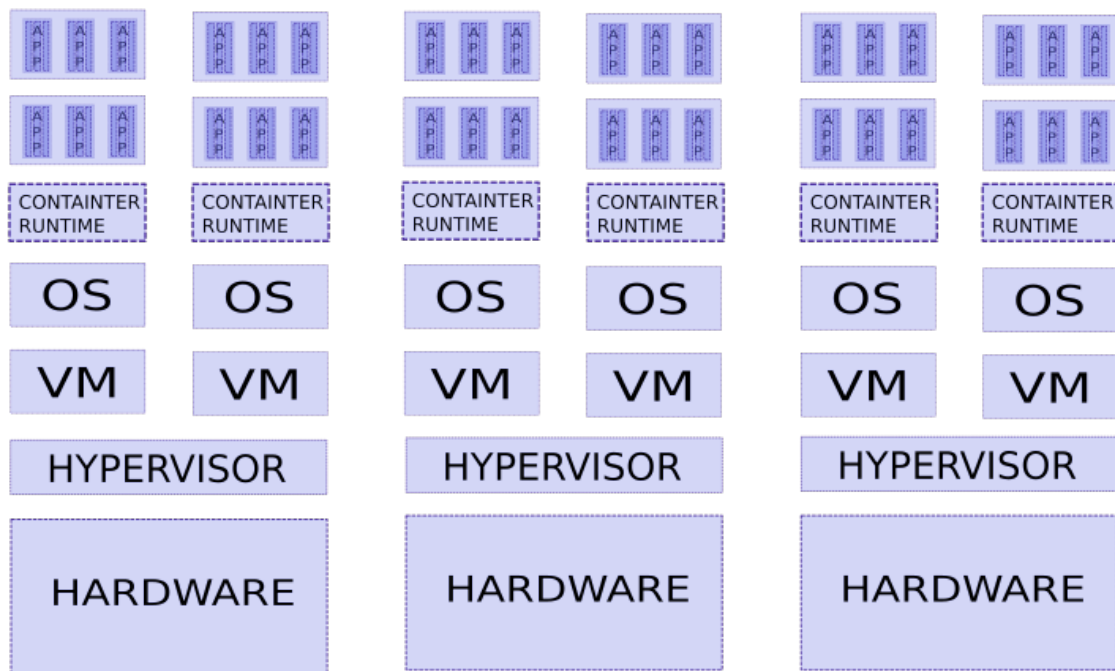 APP APP APP APP APP APP APP APP APP APP APP APP APP APP APP APP APP APP
APP APP APP APP APP APP APP APP APP APP APP APP APP APP APP APP APP APP
CONTAINTER CONTAINTER CONTAINTER CONTAINTER CONTAINTER CONTAINTER
RUNTIME RUNTIME RUNTIME RUNTIME RUNTIME RUNTIME
OS OS OS OS OS OS
VM VM VM VM VM VM
HYPERVISOR HYPERVISOR HYPERVISOR
HARDWARE HARDWARE HARDWARE